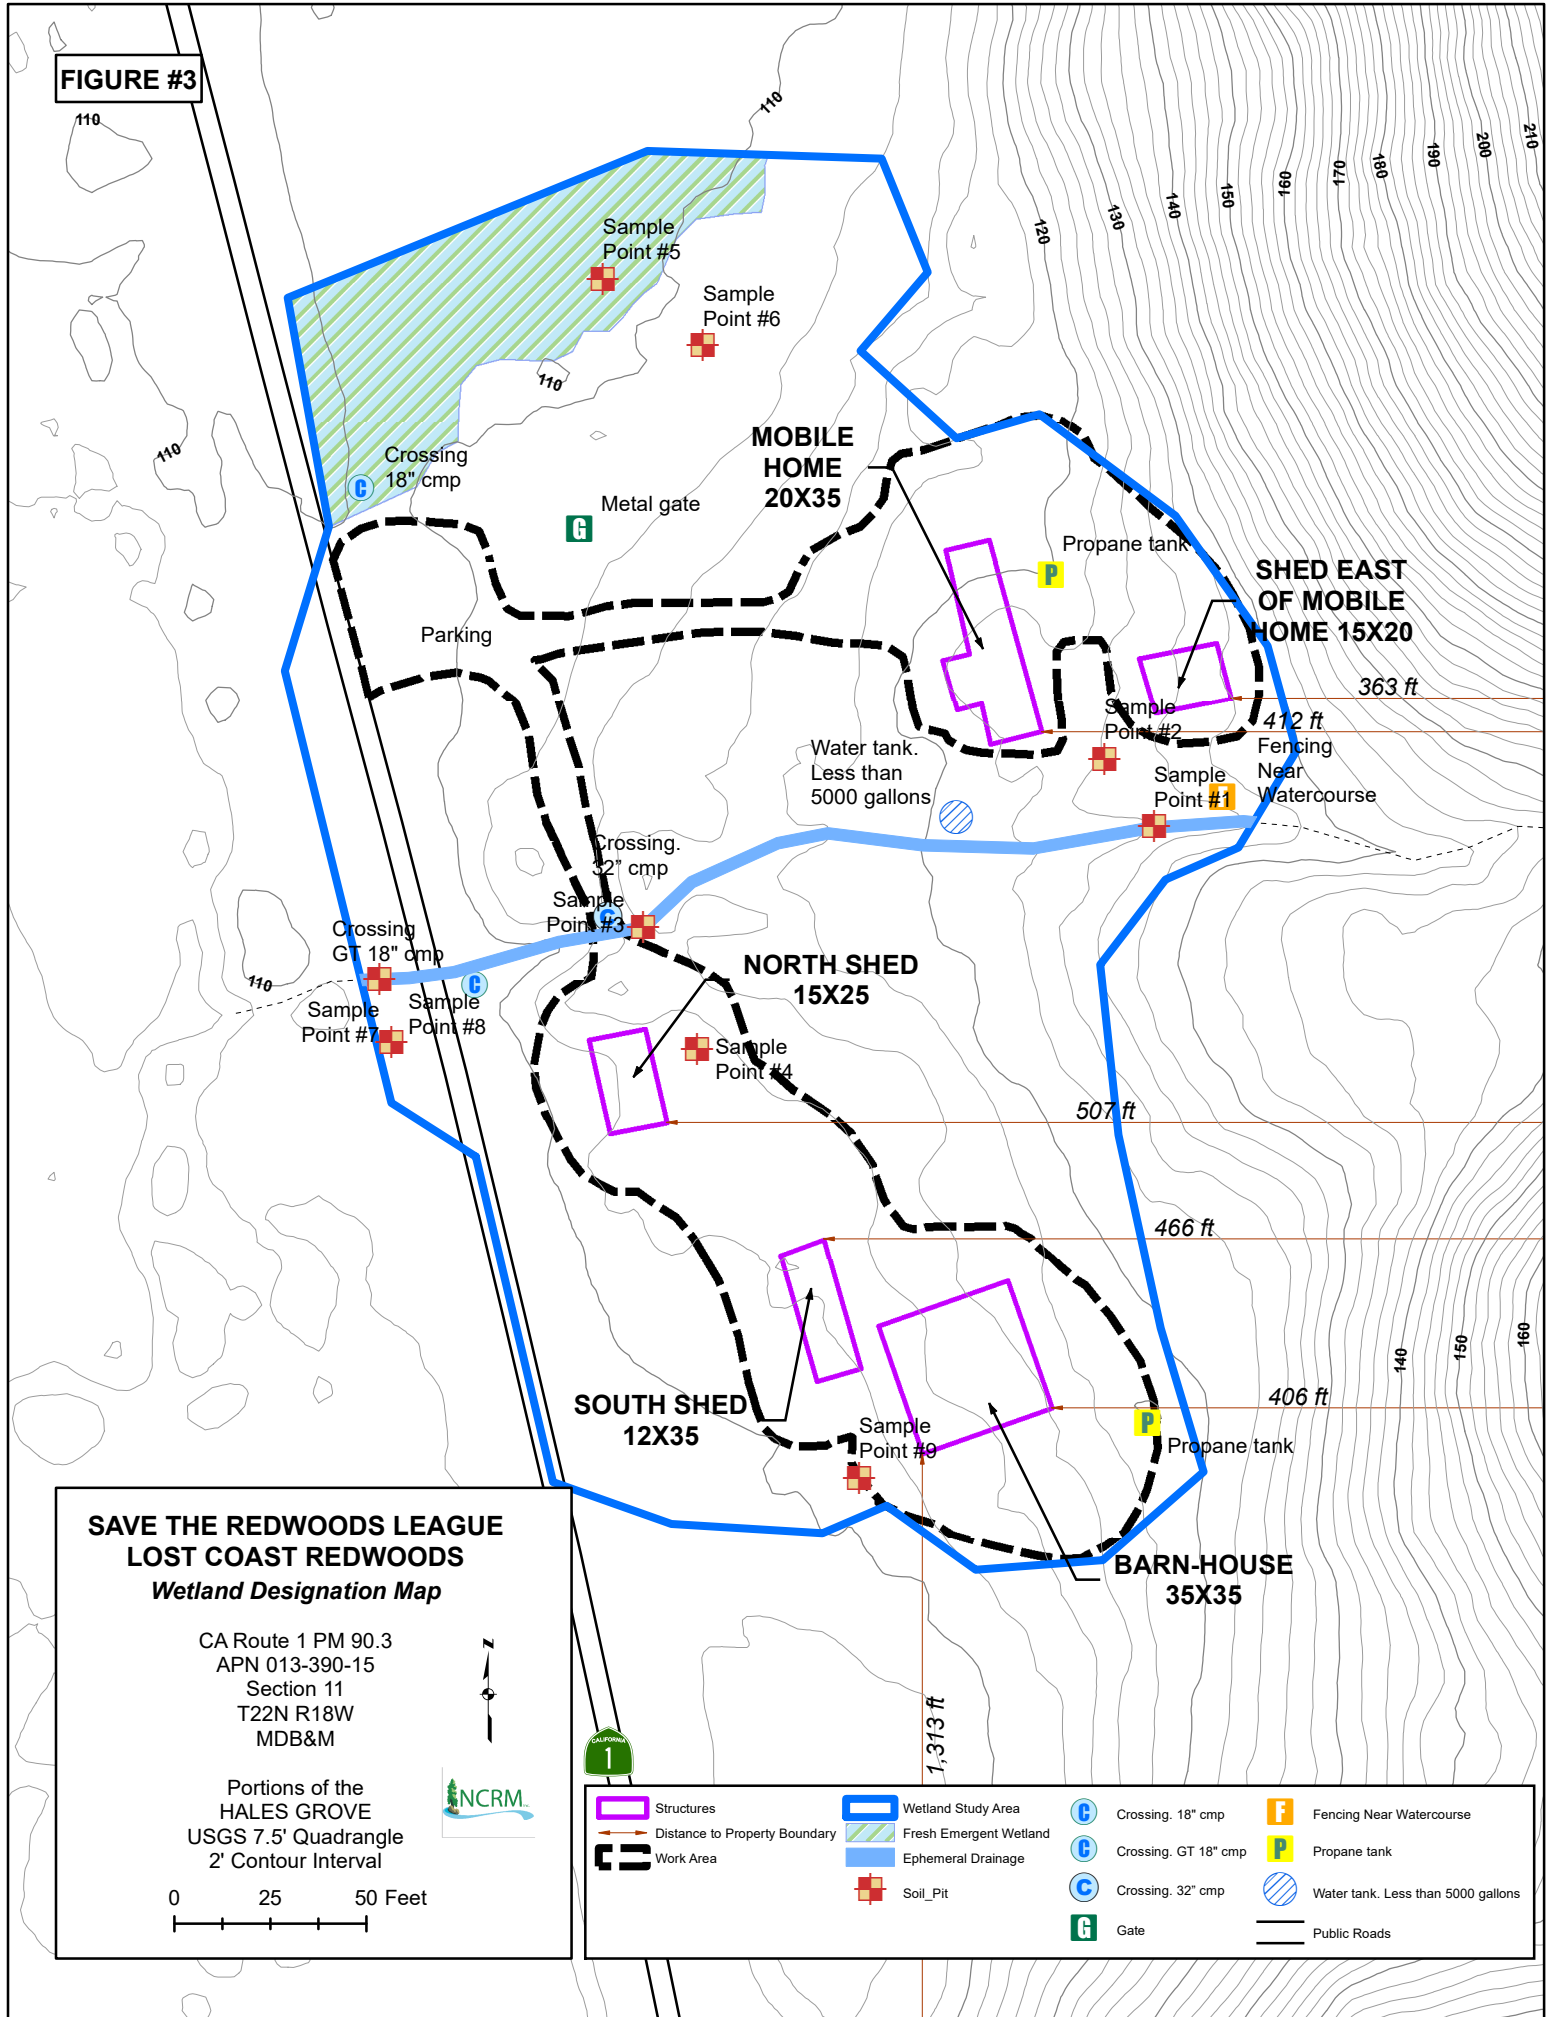 FIGURE #3
110
110
120
130
140
150
160
170
180
190
200
210
Sample
Point #5
Sample
Point #6
110
110
Crossing
18" cmp
Metal gate
MOBILE
HOME
20X35
Propane tank
SHED EAST
OF MOBILE
HOME 15X20
Parking
363 ft
Sample
Point #2
412 ft
Fencing
Near
Watercourse
Water tank.
Less than
5000 gallons
Sample
Point #1
Crossing.
32” cmp
Sample
Point #3
Crossing
GT 18" cmp
110
NORTH SHED
15X25
Sample
Point #7
Sample
Point #8
Sample
Point #4
507 ft
466 ft
140
150
160
SOUTH SHED
12X35
406 ft
Sample
Point #9
Propane tank
BARN-HOUSE
35X35
1,313 ft
SAVE THE REDWOODS LEAGUE
LOST COAST REDWOODS
Wetland Designation Map
CA Route 1 PM 90.3
APN 013-390-15
Section 11
T22N R18W
MDB&M
Portions of the
HALES GROVE
USGS 7.5' Quadrangle
2' Contour Interval
0 25 50 Feet
N
NCRM
CALIFORNIA
1
Structures
Distance to Property Boundary
Work Area
Wetland Study Area
Fresh Emergent Wetland
Ephemeral Drainage
Soil_Pit
C Crossing. 18" cmp
C Crossing. GT 18" cmp
C Crossing. 32” cmp
G Gate
F Fencing Near Watercourse
P Propane tank
Water tank. Less than 5000 gallons
Public Roads
C
G
P
F
C
C
P